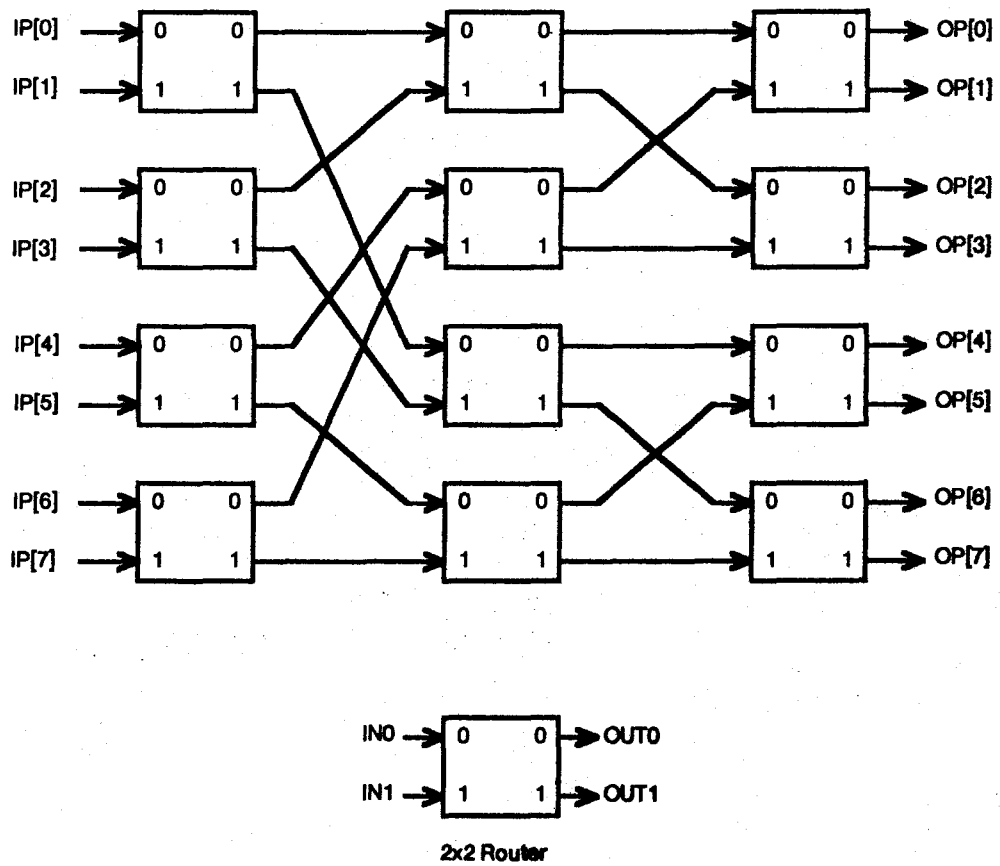 IP[0] 0 0 0 0 0 0 OP[0]
IP[1] 1 1 1 1 1 1 OP[1]
IP[2] 0 0 0 0 0 0 OP[2]
IP[3] 1 1 1 1 1 1 OP[3]
IP[4] 0 0 0 0 0 0 OP[4]
IP[5] 1 1 1 1 1 1 OP[5]
IP[6] 0 0 0 0 0 0 OP[6]
IP[7] 1 1 1 1 1 1 OP[7]
IN0 0 0 OUT0
IN1 1 1 OUT1
2x2 Router